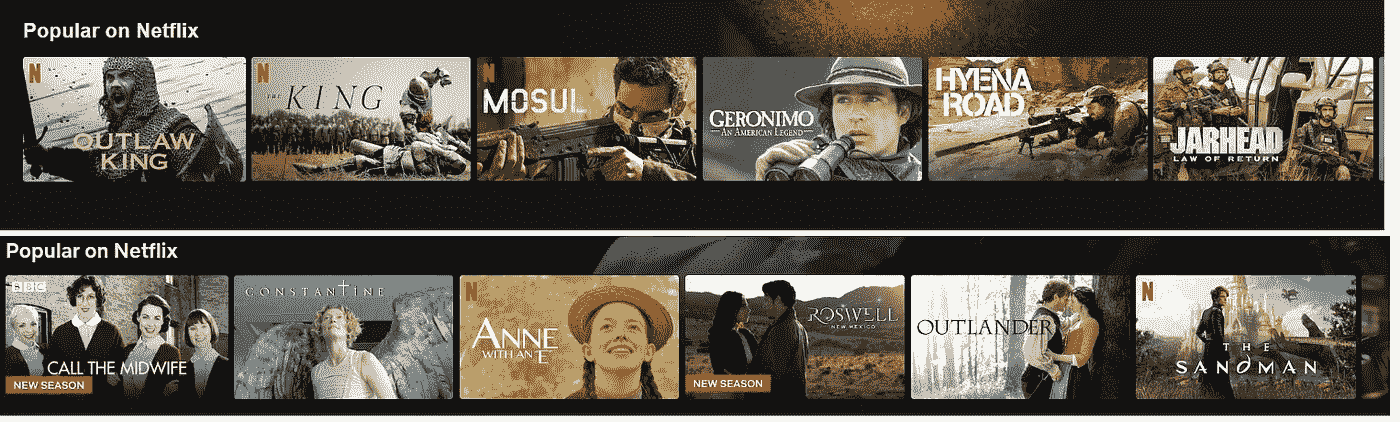 Popular on Netflix
N
OUTLAW
KING
N
THE
KING
N
MOSUL
GERONIMO
AN AMERICAN LEGEND
HYENA
ROAD
JARHEAD
LAW OF RETURN
Popular on Netflix
BBC
CALL THE MIDWIFE
NEW SEASON
CONSTANTINE
N
ANNE
WITH AN E
ROSWELL
NEW MEXICO
NEW SEASON
OUTLANDER
N
THE
SANDMAN